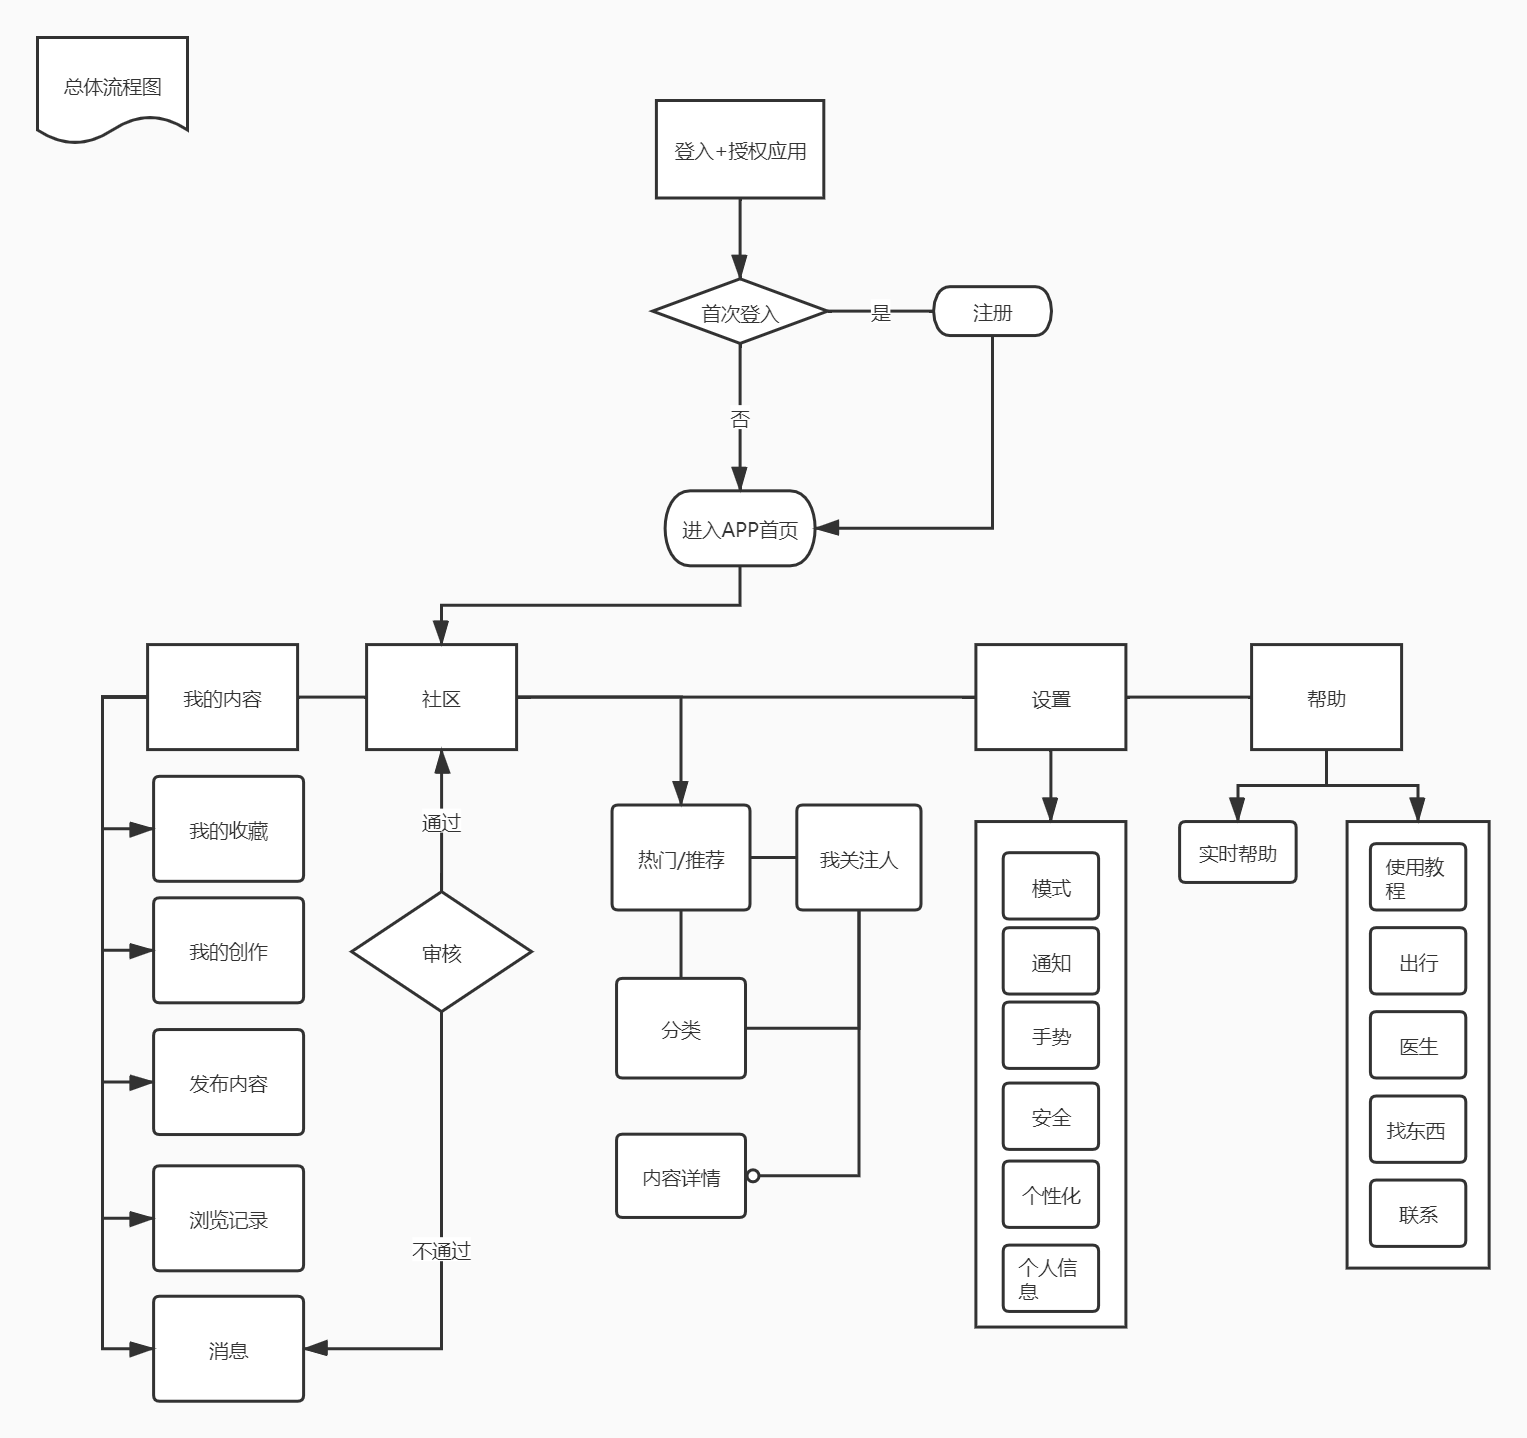 总体流程图
登入+授权应用
首次登入
是
注册
否
进入APP首页
我的内容
社区
设置
帮助
我的收藏
我的创作
发布内容
浏览记录
消息
通过
审核
不通过
热门/推荐
我关注人
分类
内容详情
模式
通知
手势
安全
个性化
个人信
息
实时帮助
使用教
程
出行
医生
找东西
联系